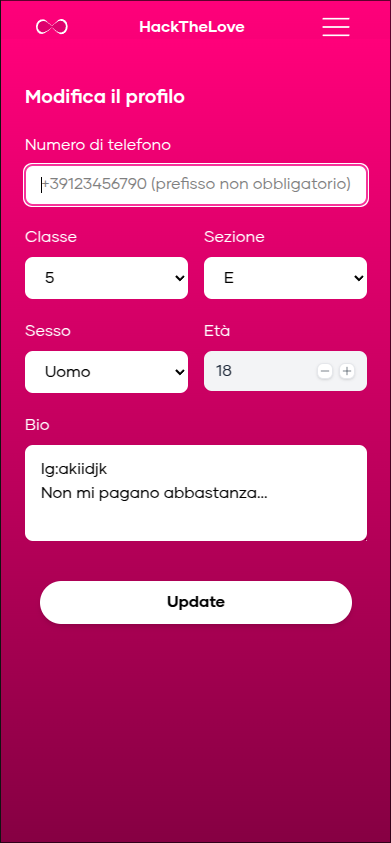 HackTheLove
Modifica il profilo
Numero di telefono
+39123456790 (prefisso non obbligatorio)
Classe Sezione
5 E
Sesso Età
Uomo 18
Bio
Ig:akiidjk
Non mi pagano abbastanza...
Update